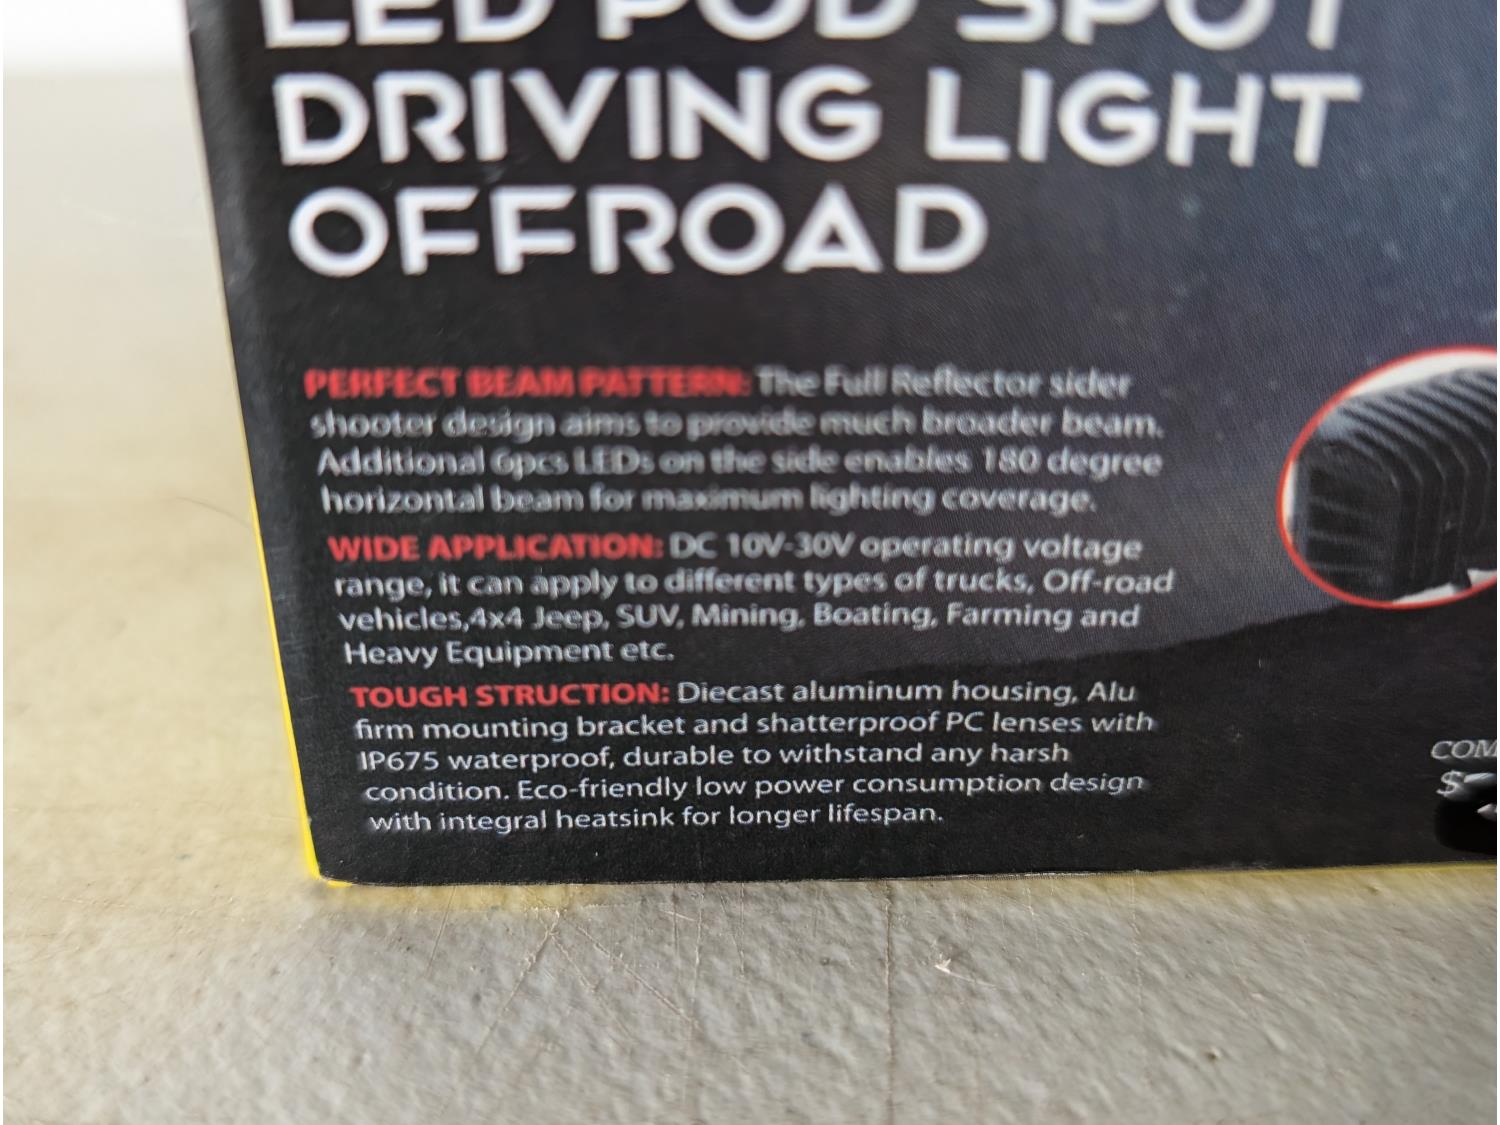 LED POD SPOT
DRIVING LIGHT
OFFROAD
PERFECT BEAM PATTERN: The Full Reflector sider
shooter design aims to provide much broader beam.
Additional 6pcs LEDs on the side enables 180 degree
horizontal beam for maximum lighting coverage.
WIDE APPLICATION: DC 10V-30V operating voltage
range, it can apply to different types of trucks, Off-road
vehicles,4x4 Jeep, SUV, Mining, Boating, Farming and
Heavy Equipment etc.
TOUGH STRUCTION: Diecast aluminum housing, Alu
firm mounting bracket and shatterproof PC lenses with
IP675 waterproof, durable to withstand any harsh
condition. Eco-friendly low power consumption design
with integral heatsink for longer lifespan.
COM
$